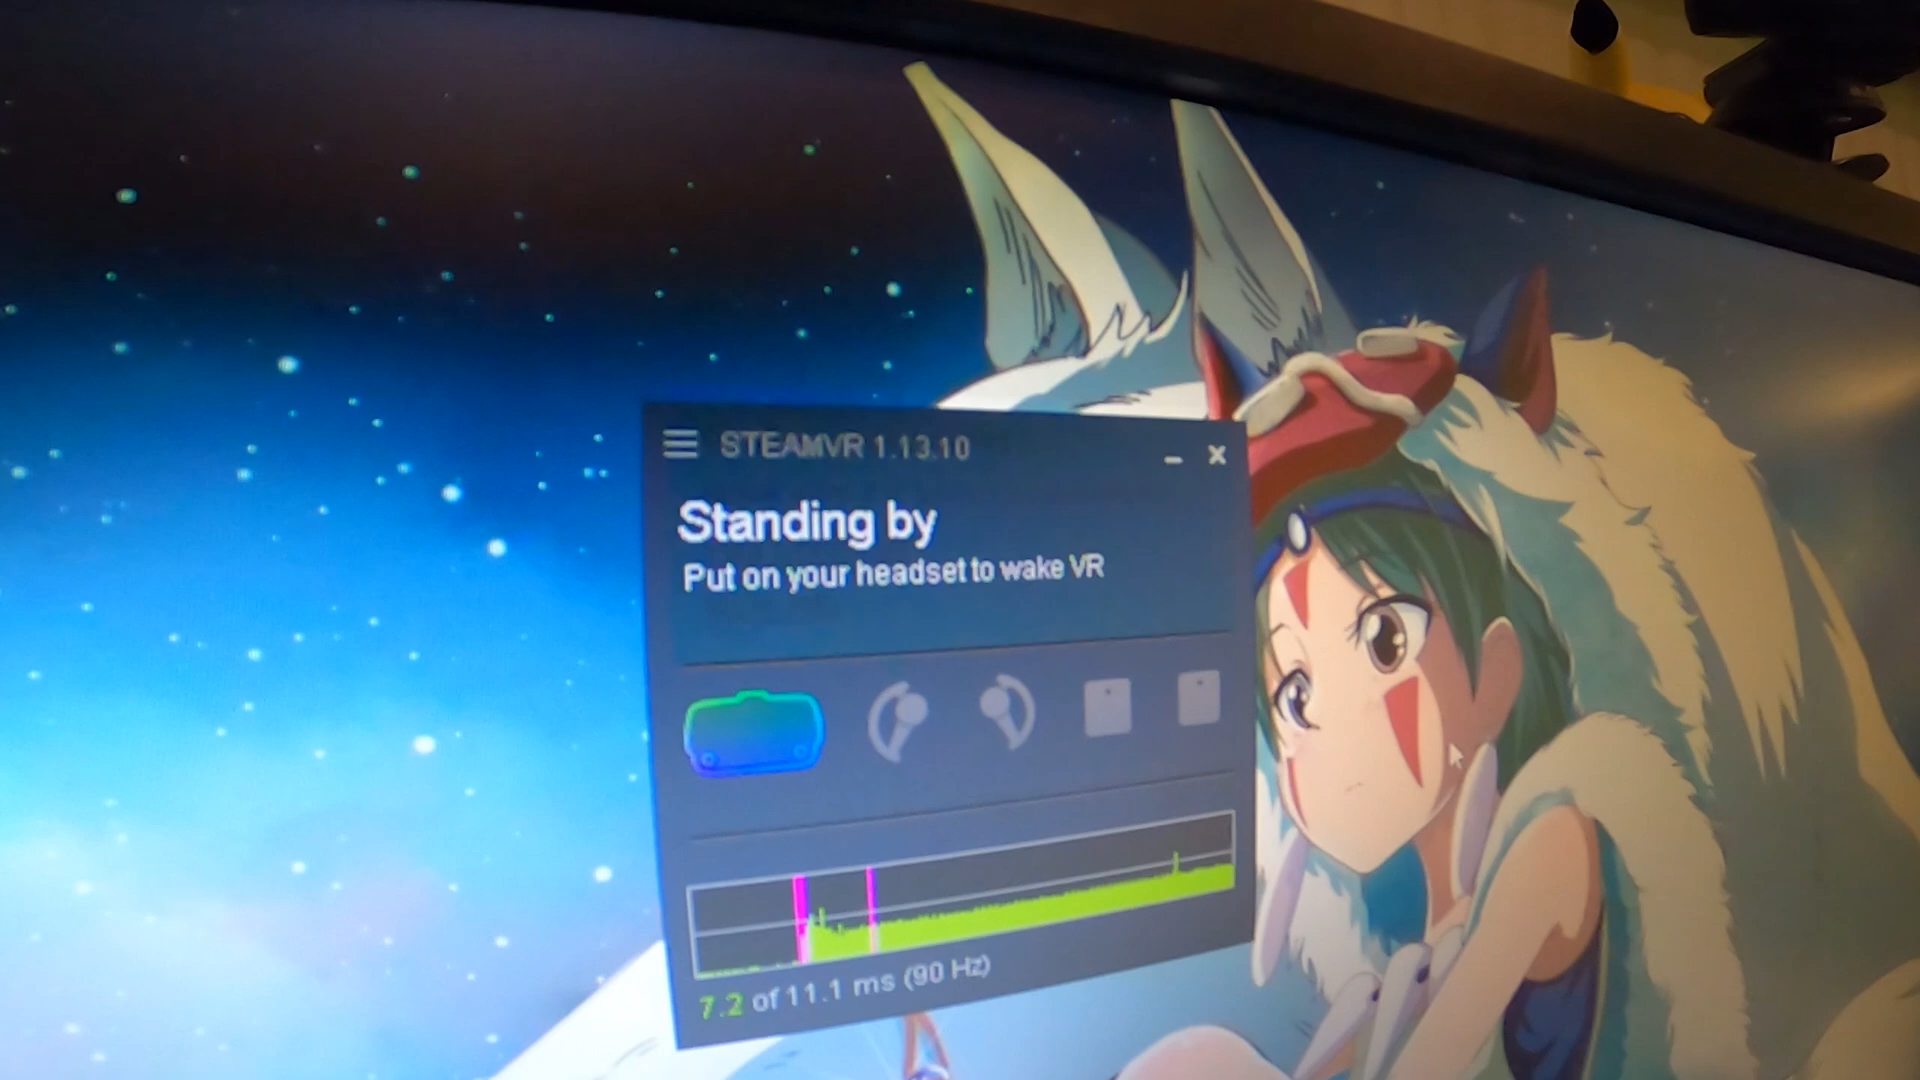 STEAMVR 1.13.10
Standing by
Put on your headset to wake VR
7.2 of 11.1 ms (90 Hz)